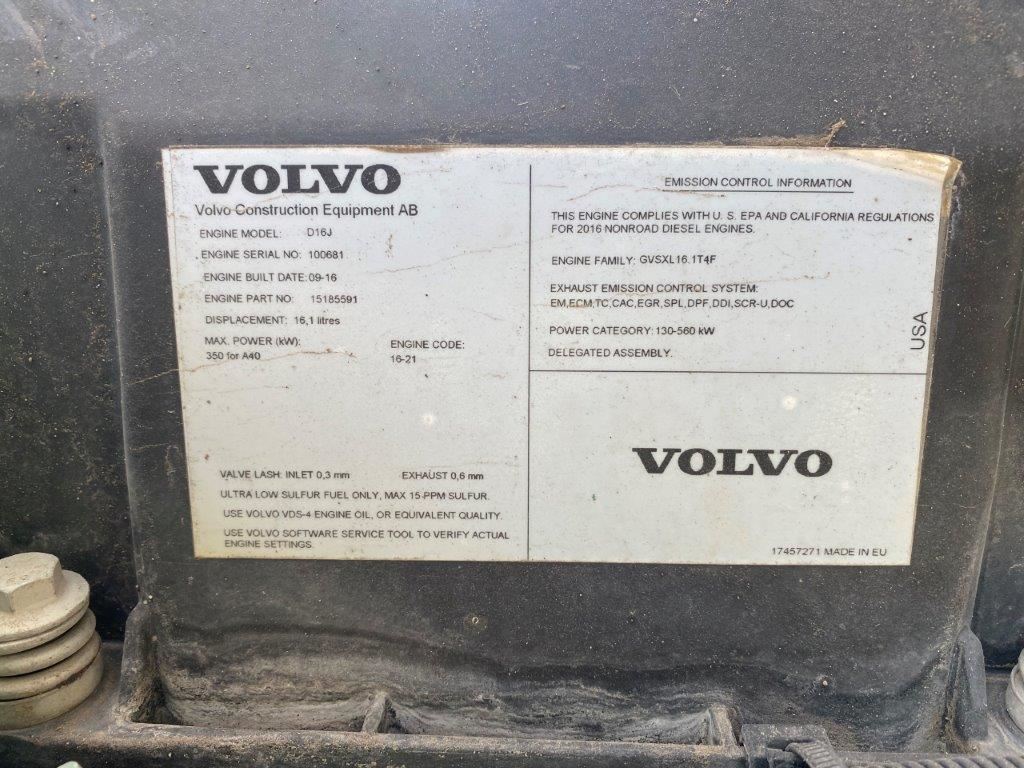 VOLVO
Volvo Construction Equipment AB
ENGINE MODEL: D16J
ENGINE SERIAL NO: 100681
ENGINE BUILT DATE: 09-16
ENGINE PART NO: 15185591
DISPLACEMENT: 16,1 litres
MAX. POWER (kW):
350 for A40
ENGINE CODE:
16-21
VALVE LASH: INLET 0,3 mm EXHAUST 0,6 mm
ULTRA LOW SULFUR FUEL ONLY, MAX 15 PPM SULFUR.
USE VOLVO VDS-4 ENGINE OIL, OR EQUIVALENT QUALITY.
USE VOLVO SOFTWARE SERVICE TOOL TO VERIFY ACTUAL
ENGINE SETTINGS.
EMISSION CONTROL INFORMATION
THIS ENGINE COMPLIES WITH U. S. EPA AND CALIFORNIA REGULATIONS
FOR 2016 NONROAD DIESEL ENGINES.
ENGINE FAMILY: GVSXL16.1T4F
EXHAUST EMISSION CONTROL SYSTEM:
EM,ECM,TC,CAC,EGR,SPL,DPF,DDI,SCR-U,DOC
POWER CATEGORY: 130-560 kW
DELEGATED ASSEMBLY.
USA
VOLVO
17457271 MADE IN EU